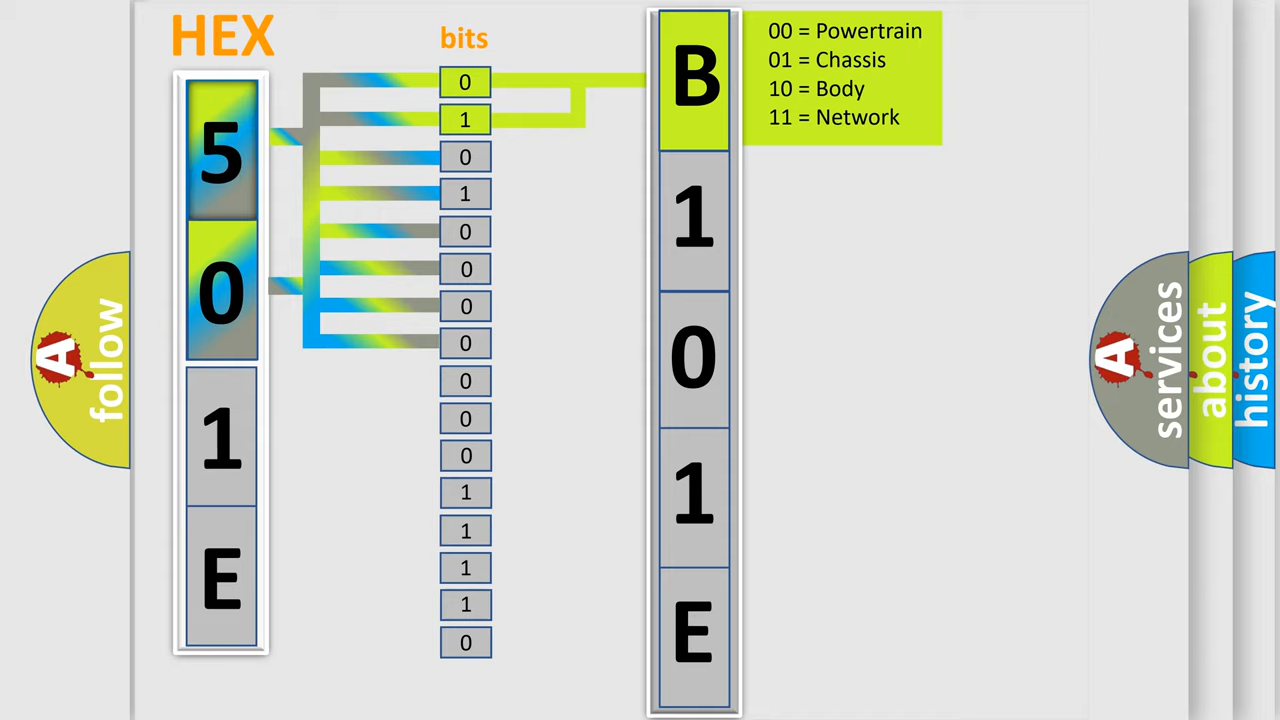 HEX
bits
5
0
1
E
0
1
0
1
0
0
0
0
0
0
0
1
1
1
1
0
B
1
0
1
E
00 = Powertrain
01 = Chassis
10 = Body
11 = Network
A
follow
A
services
about
history